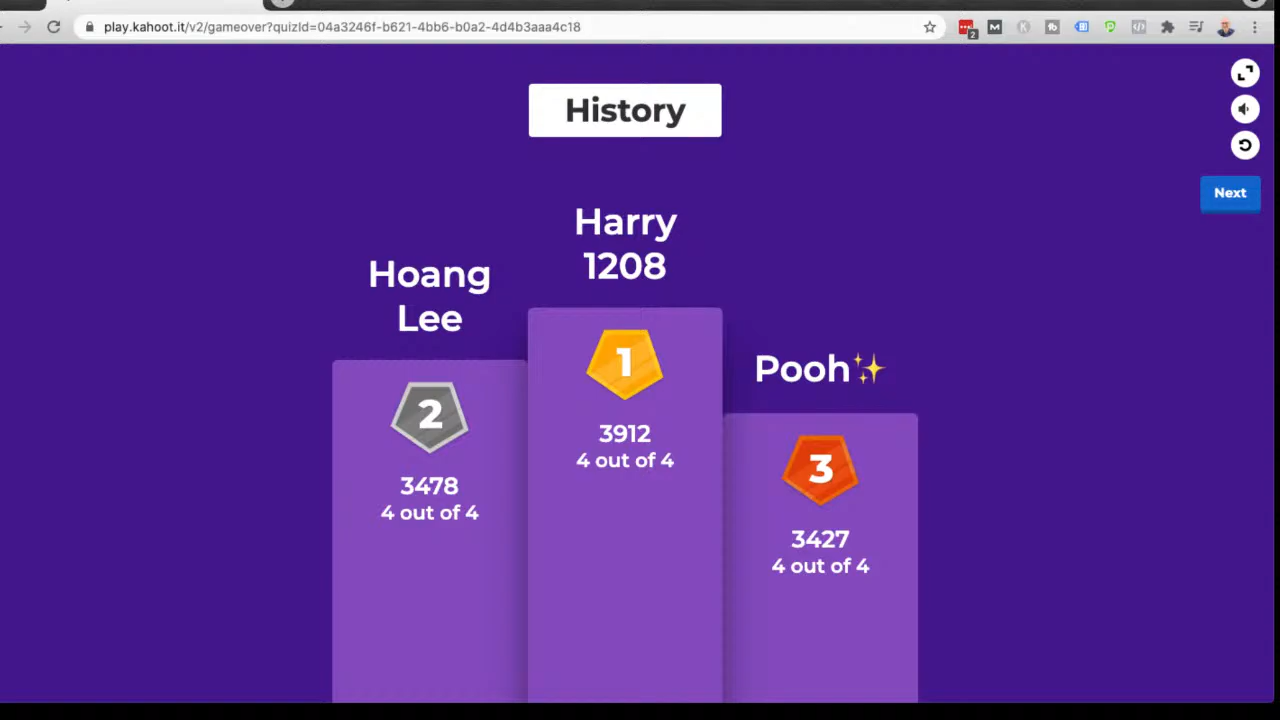 play.kahoot.it/v2/gameover?quizId=04a3246f-b621-4bb6-b0a2-4d4b3aaa4c18
2
M
K
History
Next
Harry
1208
Hoang
Lee
Pooh✨
1
3912
4 out of 4
2
3478
4 out of 4
3
3427
4 out of 4